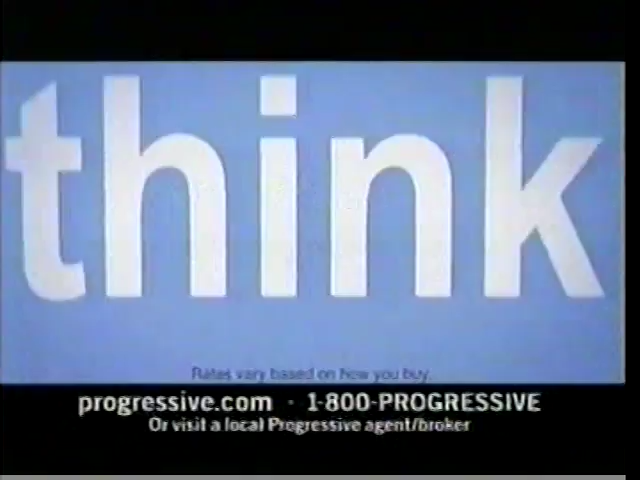 think
Rates vary based on how you buy.
progressive.com · 1-800-PROGRESSIVE
Or visit a local Progressive agent/broker